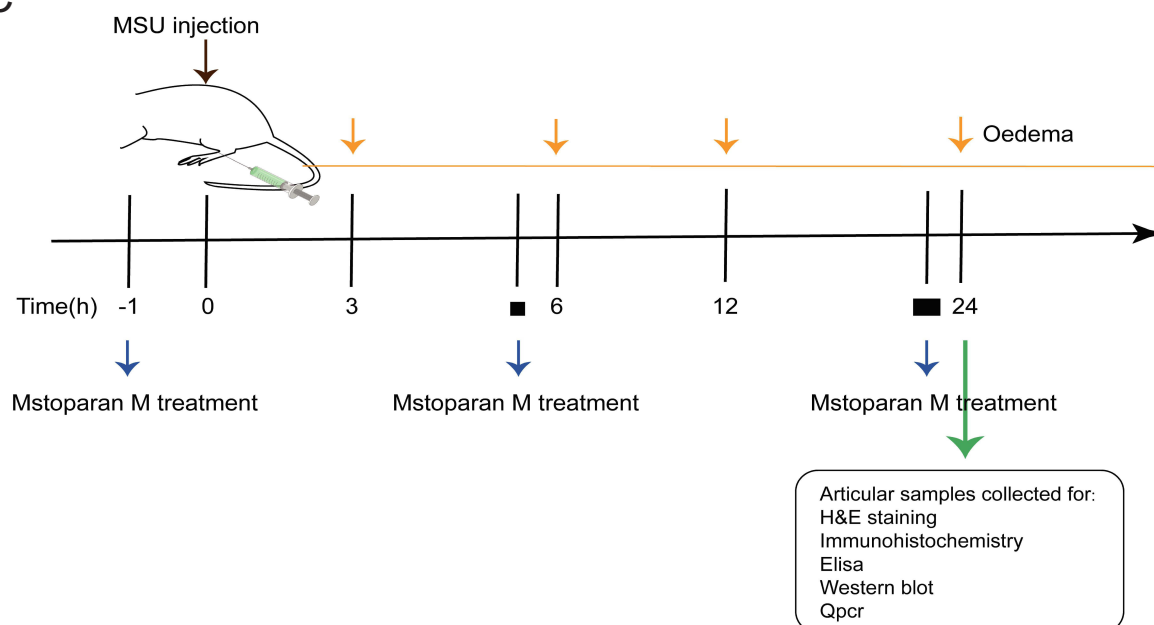 MSU injection
Oedema
Time(h) -1 0 3 6 12 24
Mstoparan M treatment Mstoparan M treatment Mstoparan M treatment
Articular samples collected for:
H&E staining
Immunohistochemistry
Elisa
Western blot
Qpcr